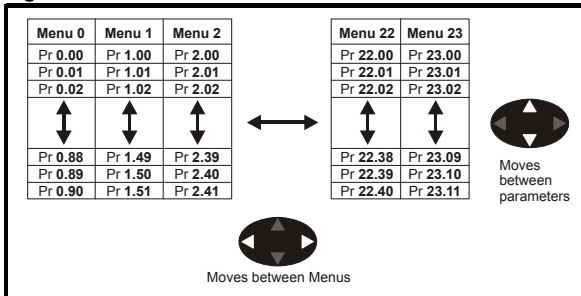 Menu 0 Menu 1 Menu 2 Menu 22 Menu 23
Pr 0.00 Pr 1.00 Pr 2.00 Pr 22.00 Pr 23.00
Pr 0.01 Pr 1.01 Pr 2.01 Pr 22.01 Pr 23.01
Pr 0.02 Pr 1.02 Pr 2.02 Pr 22.02 Pr 23.02
Pr 0.88 Pr 1.49 Pr 2.39 Pr 22.38 Pr 23.09
Pr 0.89 Pr 1.50 Pr 2.40 Pr 22.39 Pr 23.10
Pr 0.90 Pr 1.51 Pr 2.41 Pr 22.40 Pr 23.11
Moves
between
parameters
Moves between Menus